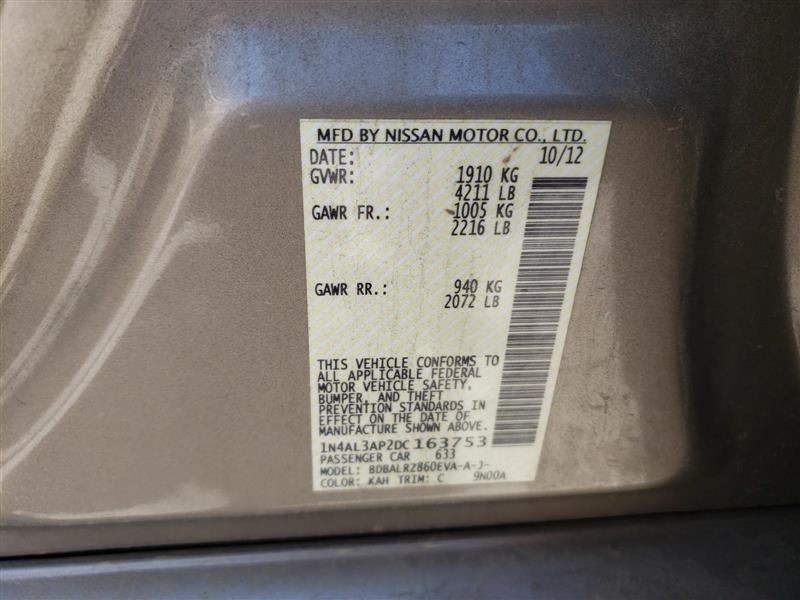 MFD BY NISSAN MOTOR CO., LTD.
DATE: 10/12
GVWR: 1910 KG
4211 LB
GAWR FR.: 1005 KG
2216 LB
GAWR RR.: 940 KG
2072 LB
THIS VEHICLE CONFORMS TO
ALL APPLICABLE FEDERAL
MOTOR VEHICLE SAFETY,
BUMPER, AND THEFT
PREVENTION STANDARDS IN
EFFECT ON THE DATE OF
MANUFACTURE SHOWN ABOVE.
1N4AL3AP2DC163753
PASSENGER CAR 633
MODEL: BDBALR2860EVA-A-J-
COLOR: KAH TRIM: C 9N00A